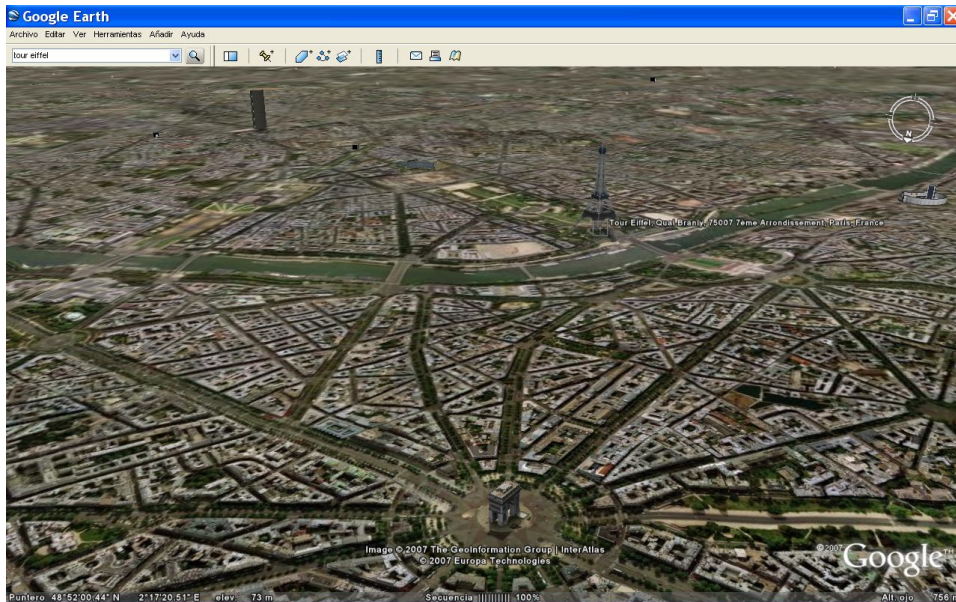 Google Earth
Archivo Editar Ver Herramientas Añadir Ayuda
tour eiffel
N
Tour Eiffel, Quai Branly, 75007 7ème Arrondissement, Paris, France
Image © 2007 The GeoInformation Group | InterAtlas
© 2007 Europa Technologies
© 2007 Google™
Puntero 48°52'00.44" N 2°17'20.51" E elev. 73 m Secuencia |||||||||| 100% Alt. ojo 756 m